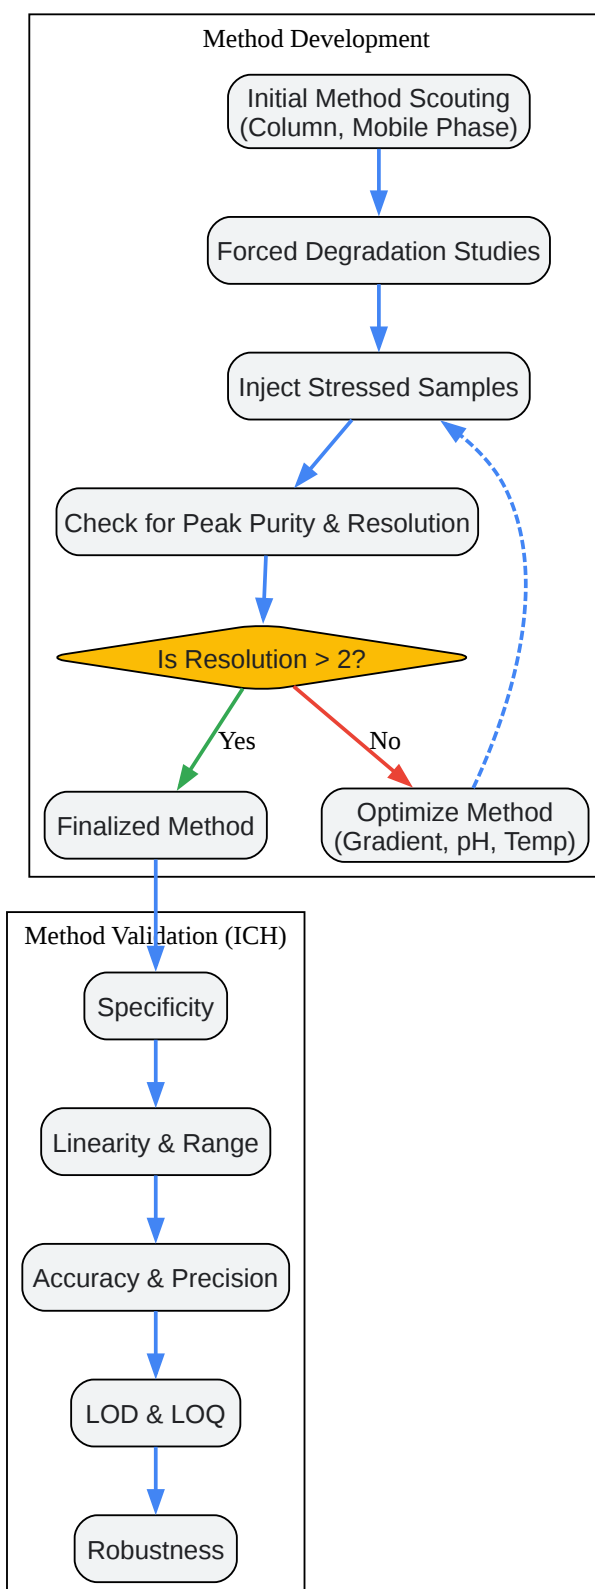 Method Development
Initial Method Scouting
(Column, Mobile Phase)
Forced Degradation Studies
Inject Stressed Samples
Check for Peak Purity & Resolution
Is Resolution > 2?
Yes
No
Finalized Method
Optimize Method
(Gradient, pH, Temp)
Method Validation (ICH)
Specificity
Linearity & Range
Accuracy & Precision
LOD & LOQ
Robustness